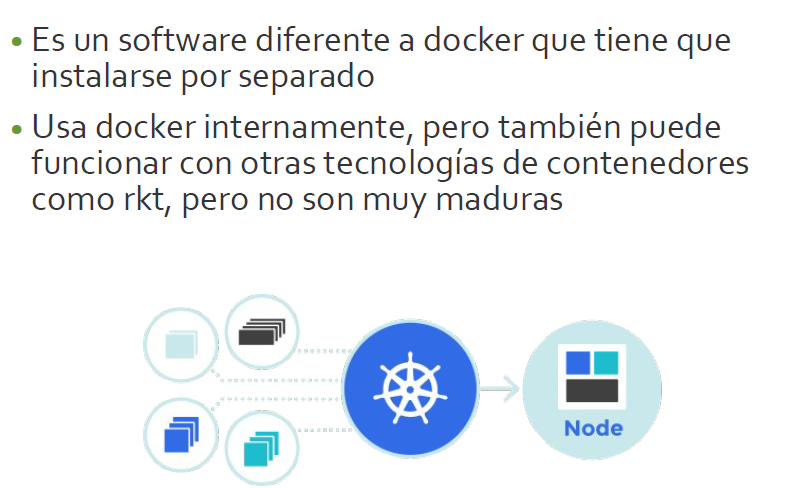 • Es un software diferente a docker que tiene que
instalarse por separado
• Usa docker internamente, pero también puede
funcionar con otras tecnologías de contenedores
como rkt, pero no son muy maduras
Node